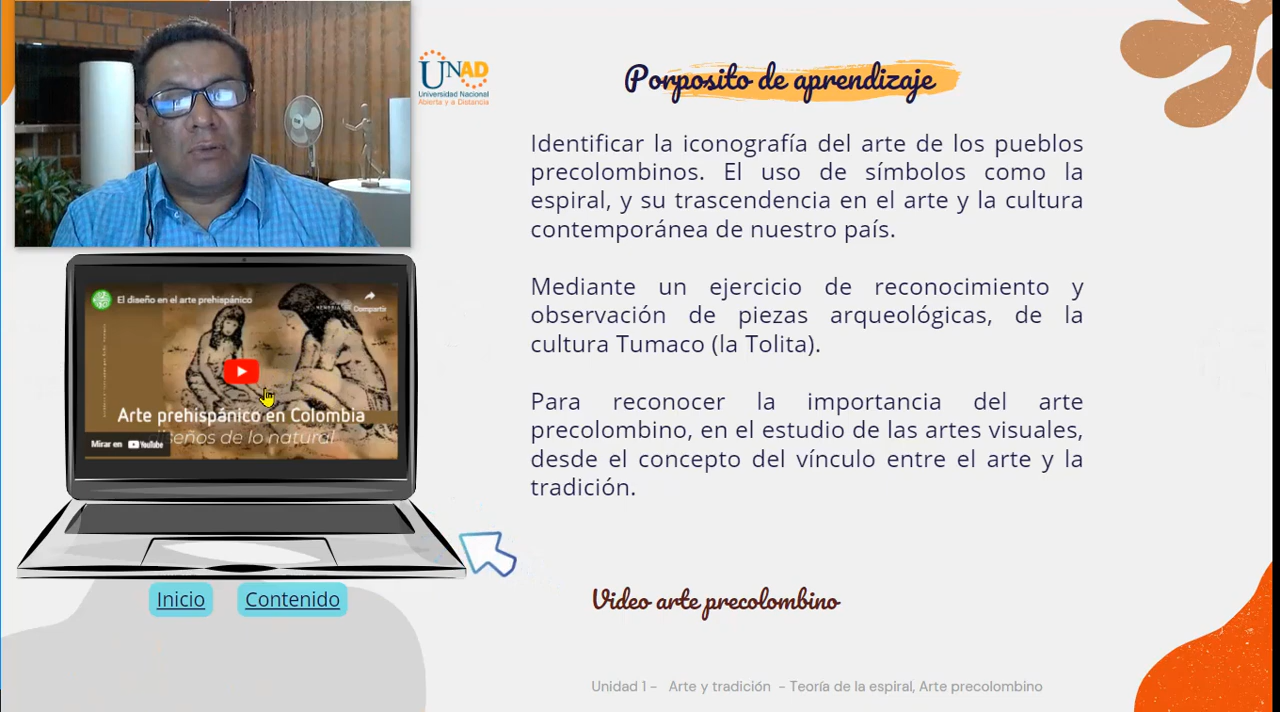 UNAD
Universidad Nacional
Abierta y a Distancia
Porposito de aprendizaje
Identificar la iconografía del arte de los pueblos
precolombinos. El uso de símbolos como la
espiral, y su trascendencia en el arte y la cultura
contemporánea de nuestro país.
Mediante un ejercicio de reconocimiento y
observación de piezas arqueológicas, de la
cultura Tumaco (la Tolita).
Para reconocer la importancia del arte
precolombino, en el estudio de las artes visuales,
desde el concepto del vínculo entre el arte y la
tradición.
El diseño en el arte prehispánico
Compartir
Arte prehispánico en Colombia
diseños de lo natural
Mirar en YouTube
Inicio
Contenido
Video arte precolombino
Unidad 1 - Arte y tradición - Teoría de la espiral, Arte precolombino